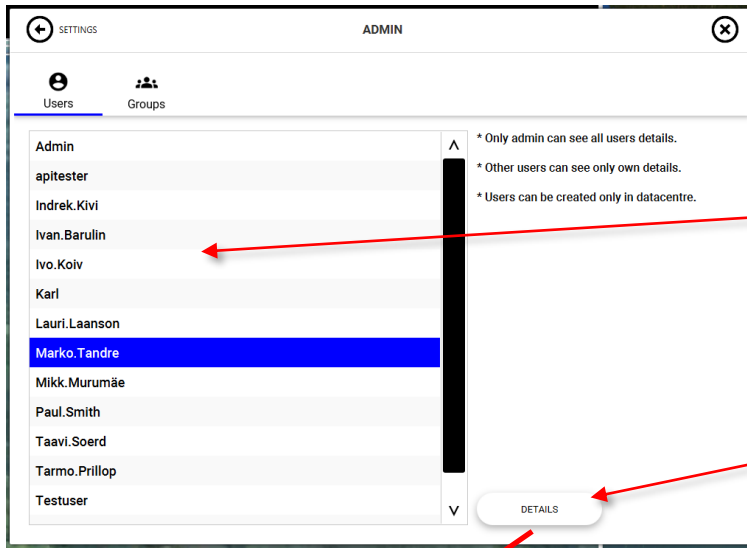 SETTINGS
ADMIN
Users
Groups
Admin
apitester
Indrek.Kivi
Ivan.Barulin
Ivo.Koiv
Karl
Lauri.Laanson
Marko.Tandre
Mikk.Murumäe
Paul.Smith
Taavi.Soerd
Tarmo.Prillop
Testuser
* Only admin can see all users details.
* Other users can see only own details.
* Users can be created only in datacentre.
DETAILS